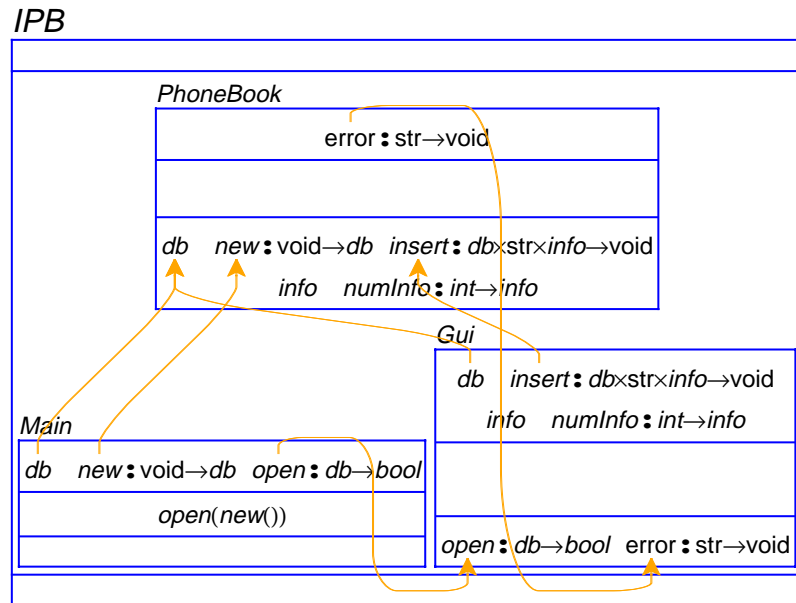 IPB
PhoneBook
error:str→void
db new:void→db insert:db×str×info→void
info numInfo:int→info
Gui
db insert:db×str×info→void
info numInfo:int→info
Main
db new:void→db open:db→bool
open(new())
open:db→bool error:str→void